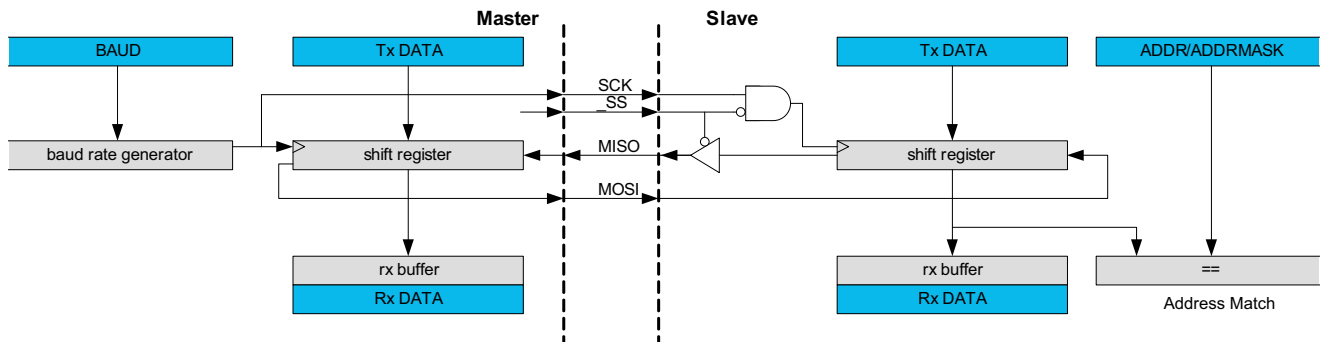 Master Slave
BAUD Tx DATA Tx DATA ADDR/ADDRMASK
SCK
_SS
baud rate generator shift register MISO shift register
MOSI
rx buffer rx buffer ==
Rx DATA Rx DATA Address Match